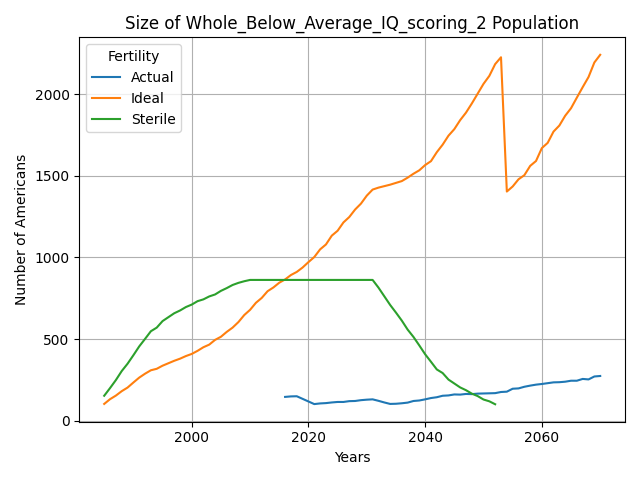 Size of Whole_Below_Average_IQ_scoring_2 Population
Fertility
Actual
Ideal
Sterile
Number of Americans
2000
1500
1000
500
0
2000
2020
2040
2060
Years